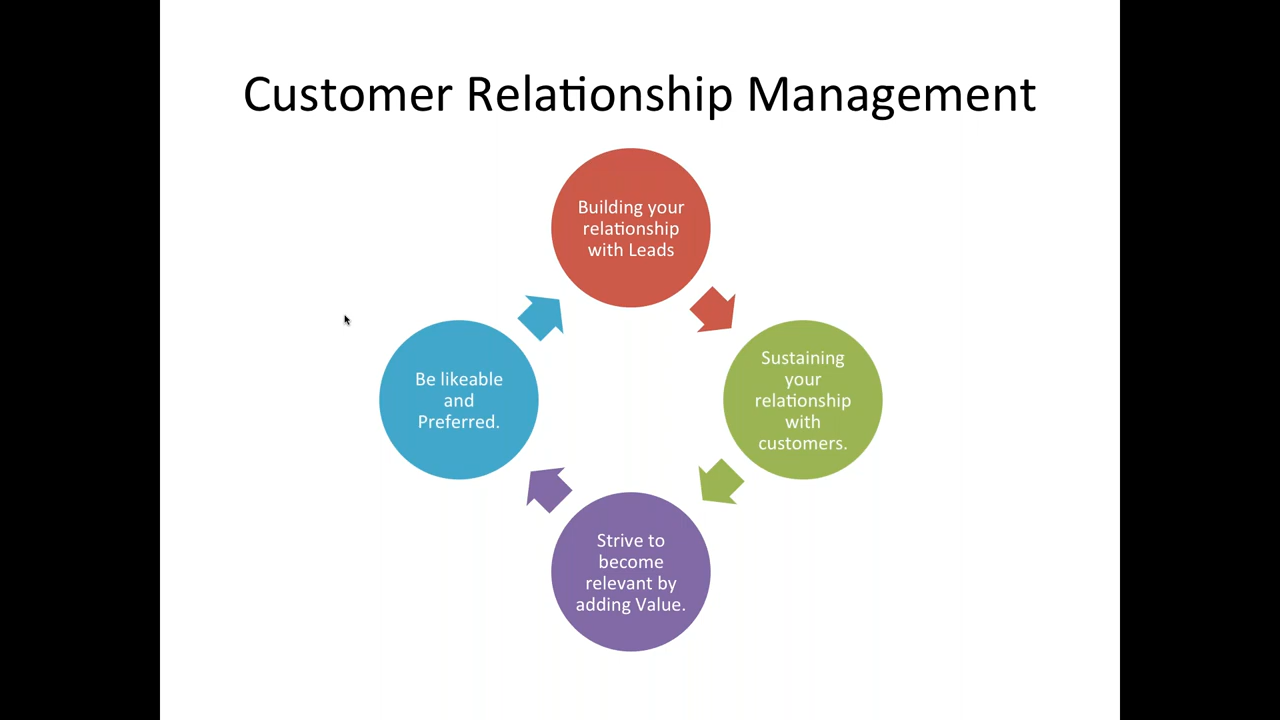 Customer Relationship Management
Building your
relationship
with Leads
Sustaining
your
relationship
with
customers.
Strive to
become
relevant by
adding Value.
Be likeable
and
Preferred.